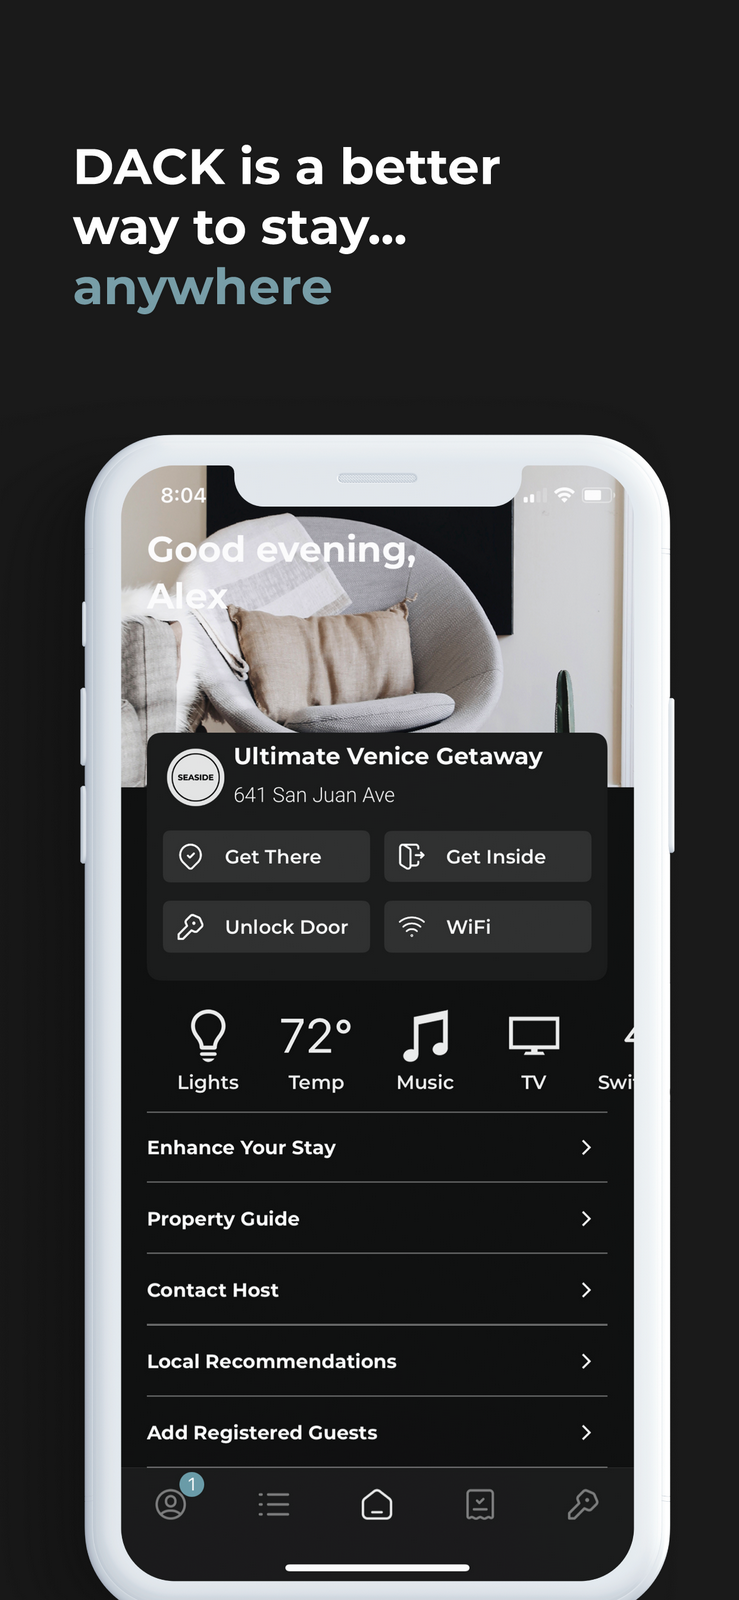 DACK is a better
way to stay...
anywhere
8:04
Good evening,
Alex
SEASIDE
Ultimate Venice Getaway
641 San Juan Ave
Get There
Get Inside
Unlock Door
WiFi
72°
Lights
Temp
Music
TV
Swi
Enhance Your Stay
Property Guide
Contact Host
Local Recommendations
Add Registered Guests
1